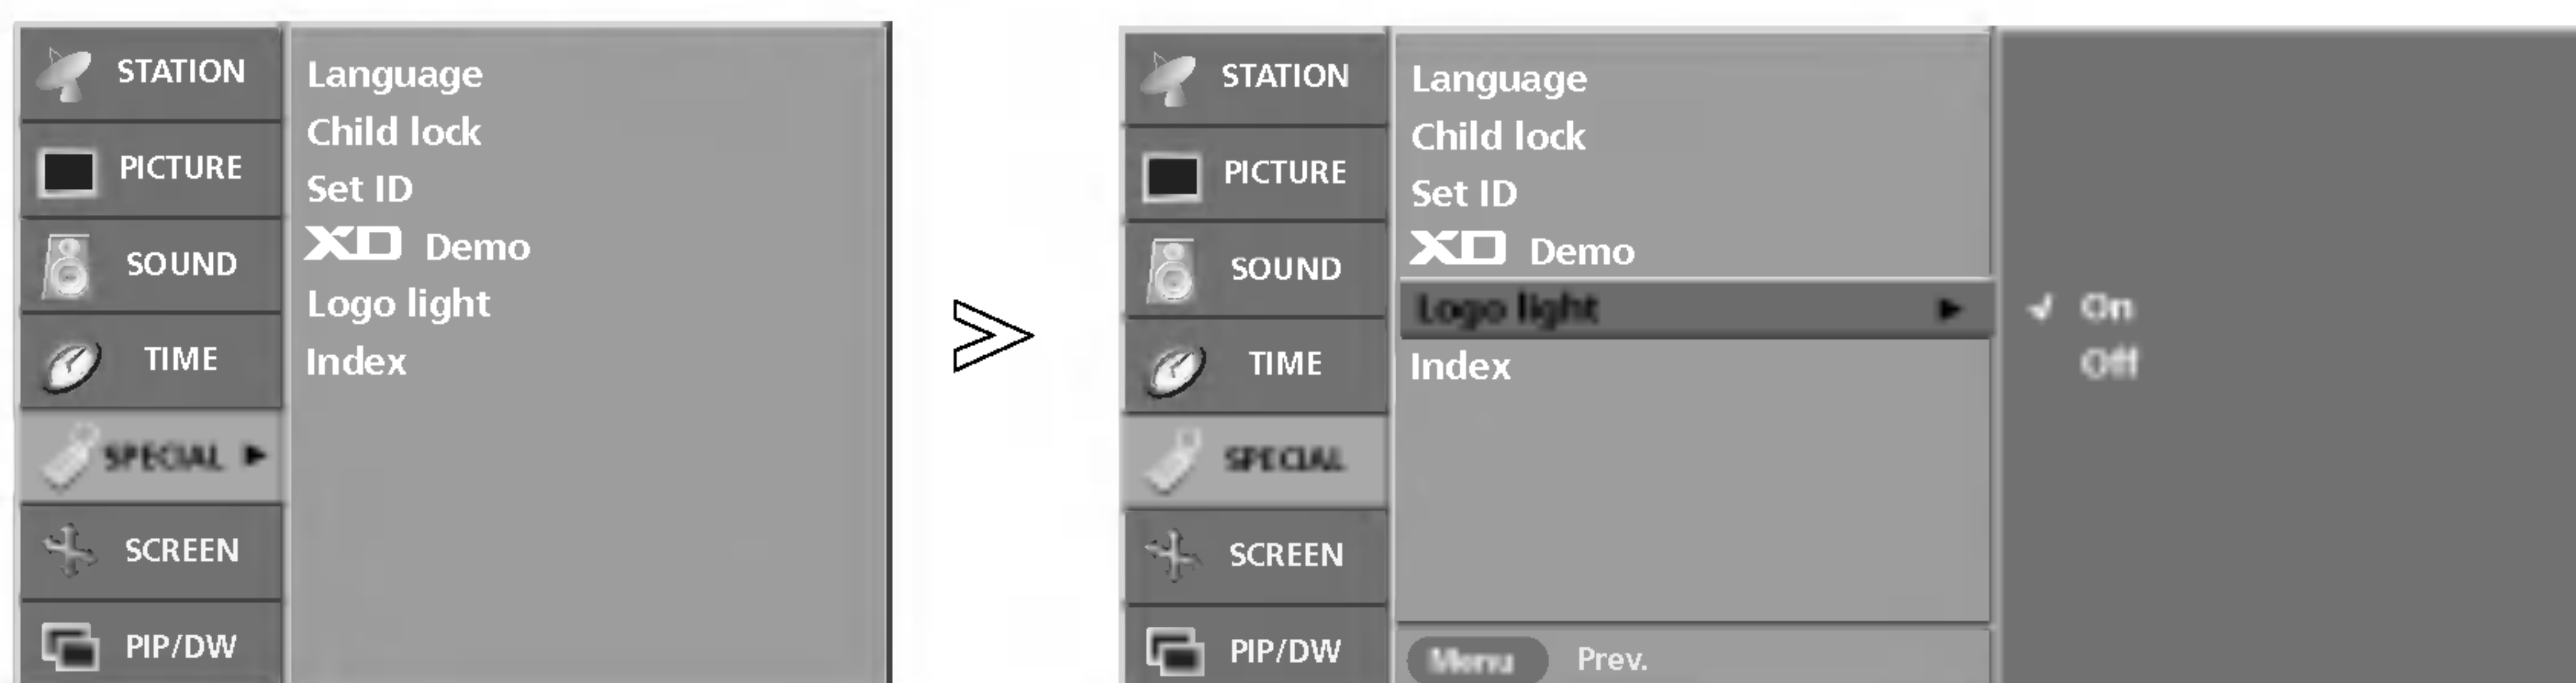 STATION
PICTURE
SOUND
TIME
SPECIAL
SCREEN
PIP/DW
Language
Child lock
Set ID
XD Demo
Logo light
Index
STATION
PICTURE
SOUND
TIME
SPECIAL
SCREEN
PIP/DW
Language
Child lock
Set ID
XD Demo
Logo light
Index
Menu Prev.
On
Off